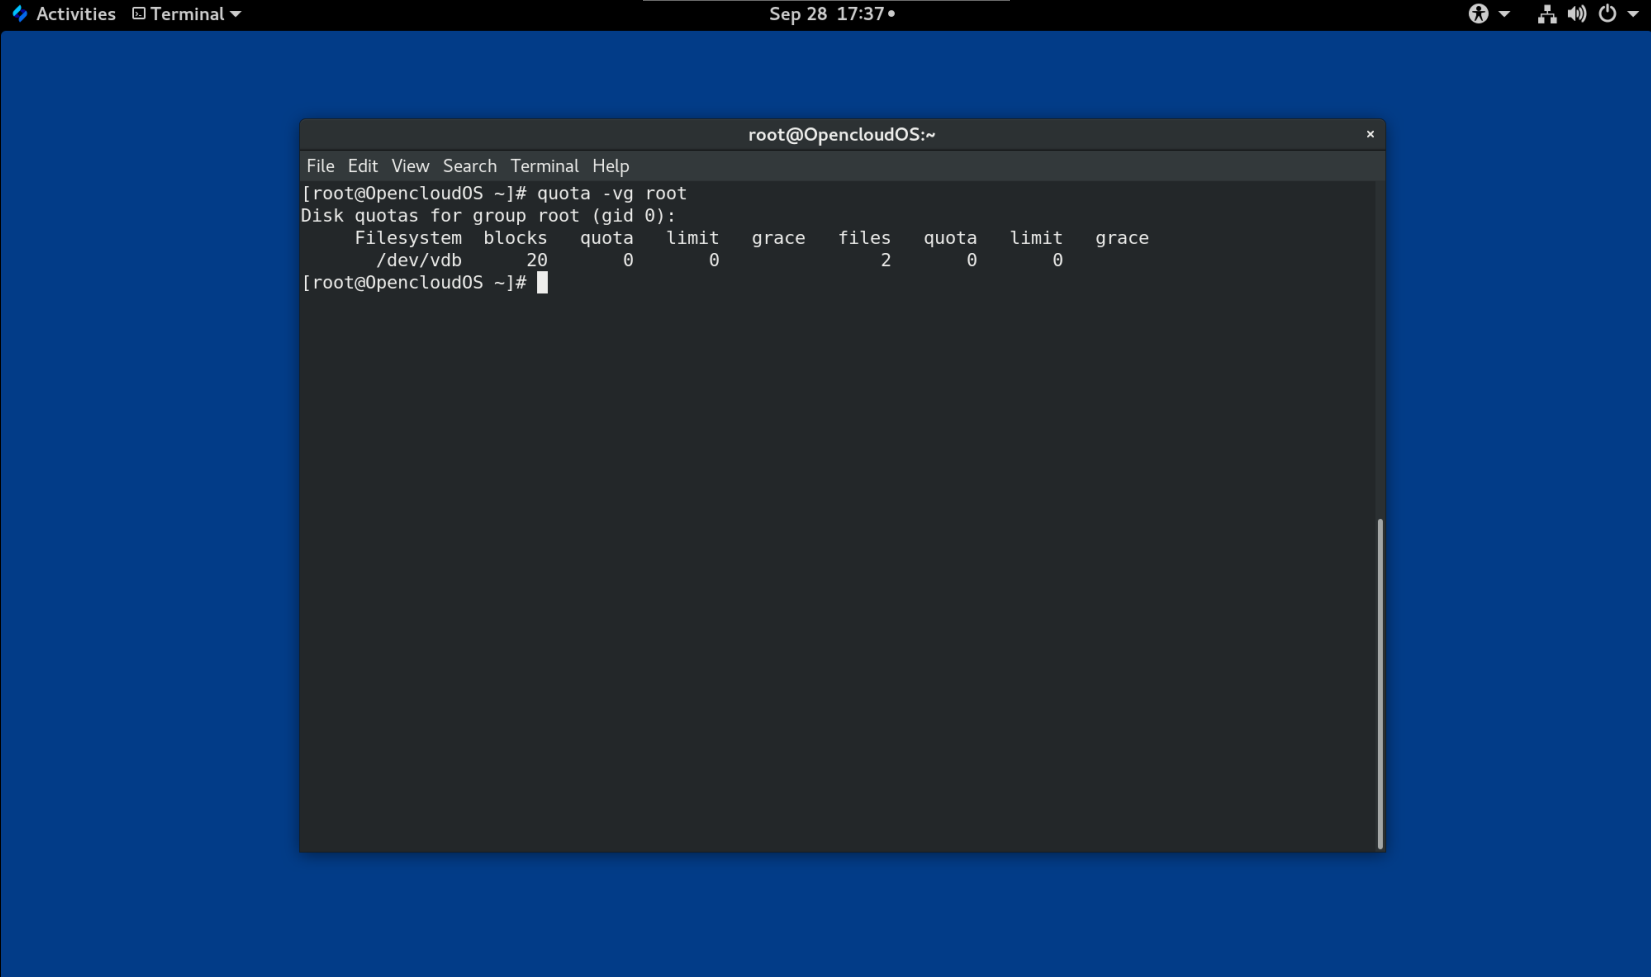 Activities Terminal Sep 28 17:37
root@OpencloudOS:~ ×
File Edit View Search Terminal Help
[root@OpencloudOS ~]# quota -vg root
Disk quotas for group root (gid 0):
     Filesystem  blocks   quota   limit   grace   files   quota   limit   grace
       /dev/vdb      20       0       0               2       0       0
[root@OpencloudOS ~]#